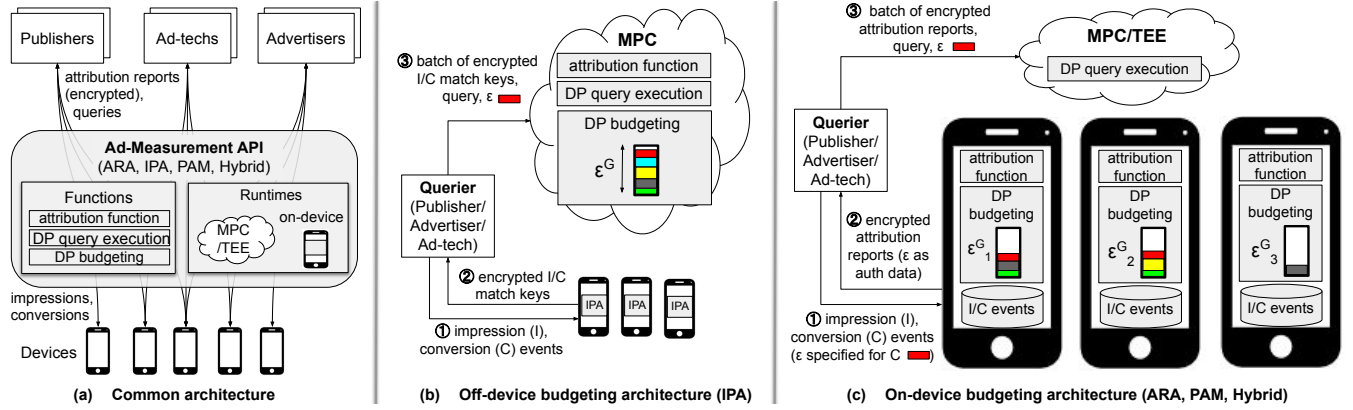 Publishers
Ad-techs
Advertisers
attribution reports
(encrypted),
queries
Ad-Measurement API
(ARA, IPA, PAM, Hybrid)
Functions
attribution function
DP query execution
DP budgeting
Runtimes
MPC
/TEE
on-device
impressions,
conversions
Devices
(a) Common architecture
MPC
attribution function
DP query execution
DP budgeting
εG
③ batch of encrypted
I/C match keys,
query, ε
Querier
(Publisher/
Advertiser/
Ad-tech)
② encrypted I/C
match keys
IPA
IPA
IPA
① impression (I),
conversion (C) events
(b) Off-device budgeting architecture (IPA)
③ batch of encrypted
attribution reports,
query, ε
MPC/TEE
DP query execution
Querier
(Publisher/
Advertiser/
Ad-tech)
② encrypted
attribution
reports (ε as
auth data)
① impression (I),
conversion (C) events
(ε specified for C )
attribution
function
DP
budgeting
εG1
I/C events
attribution
function
DP
budgeting
εG2
I/C events
attribution
function
DP
budgeting
εG3
I/C events
(c) On-device budgeting architecture (ARA, PAM, Hybrid)